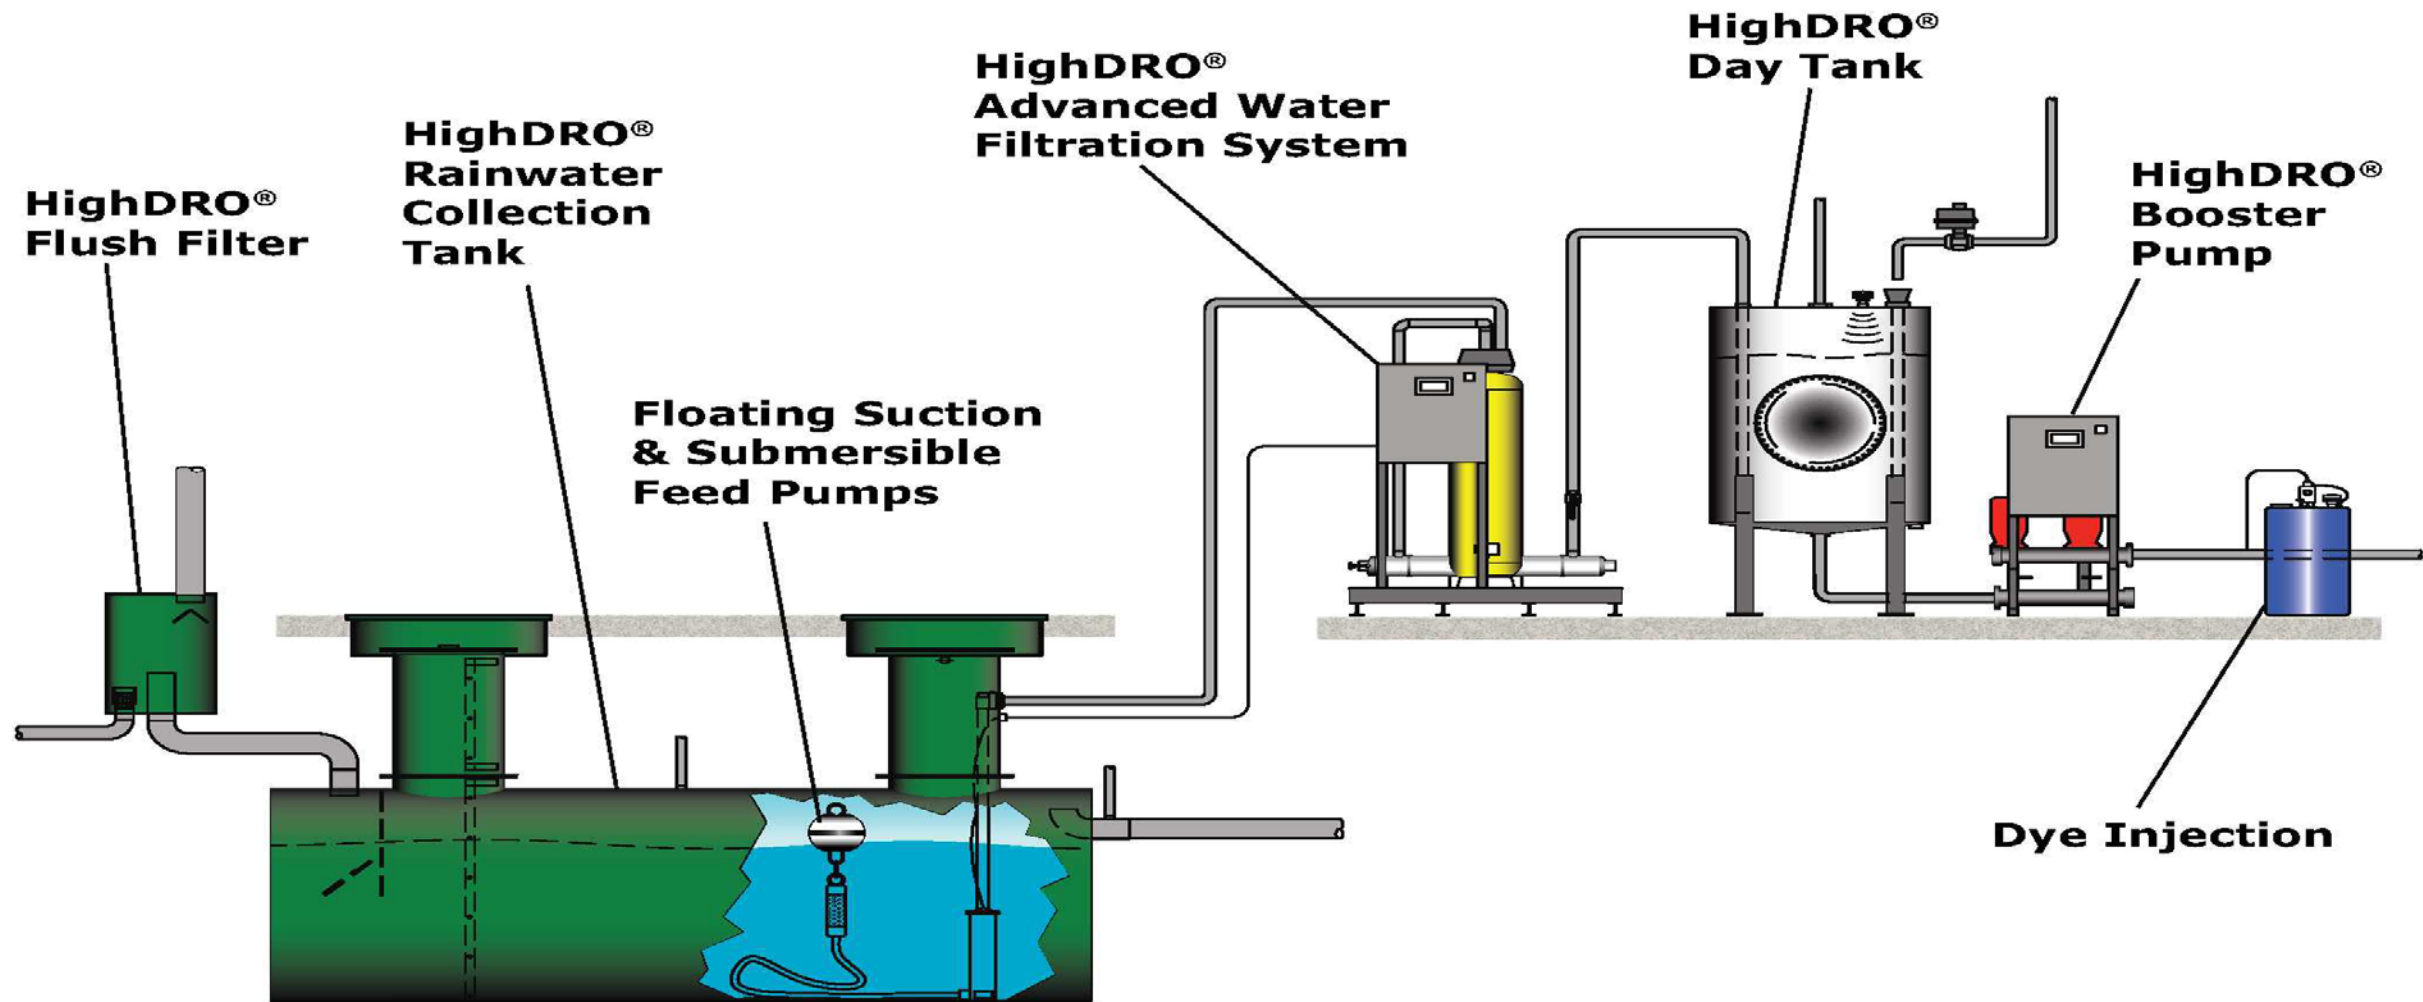 HighDRO®
Flush Filter
HighDRO®
Rainwater
Collection
Tank
Floating Suction
& Submersible
Feed Pumps
HighDRO®
Advanced Water
Filtration System
HighDRO®
Day Tank
HighDRO®
Booster
Pump
Dye Injection